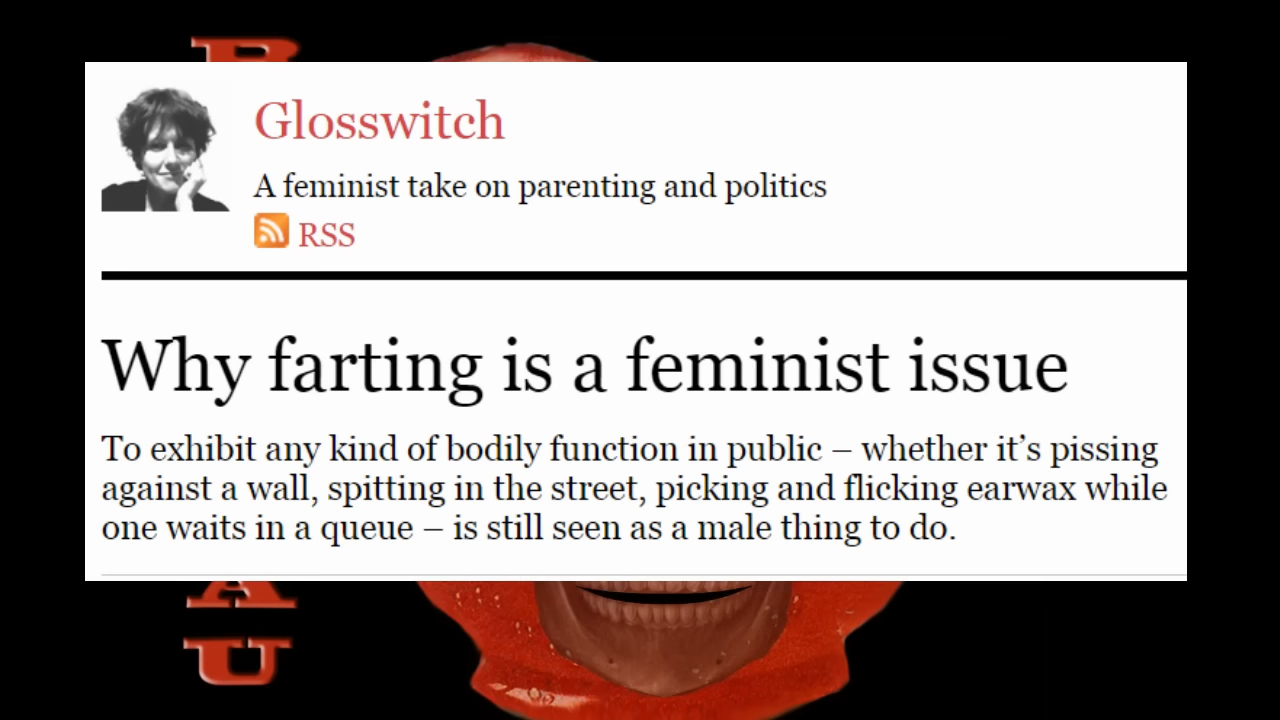 Glosswitch
A feminist take on parenting and politics
RSS
Why farting is a feminist issue
To exhibit any kind of bodily function in public – whether it’s pissing
against a wall, spitting in the street, picking and flicking earwax while
one waits in a queue – is still seen as a male thing to do.
A
U